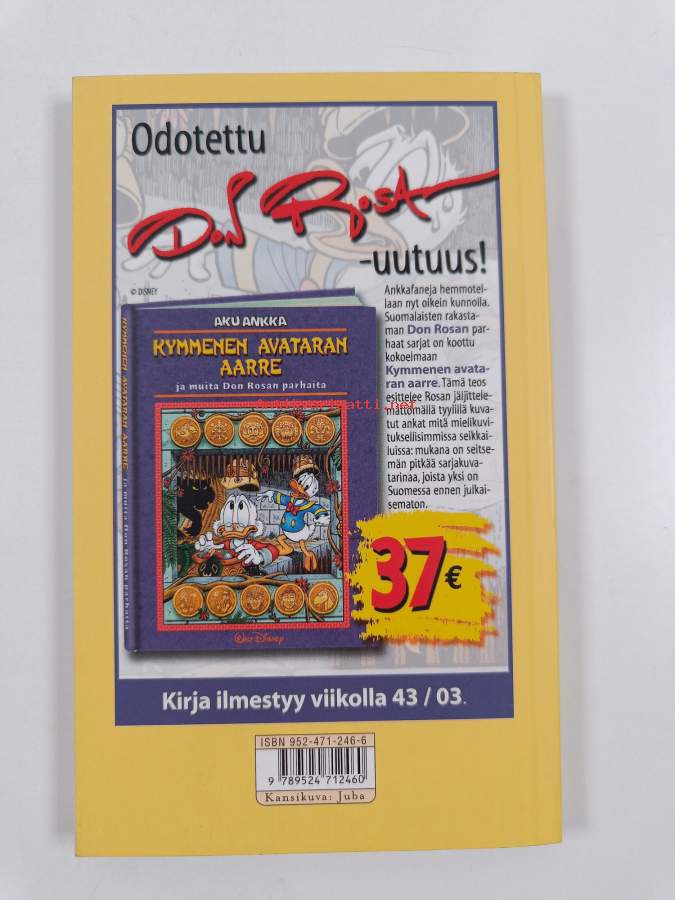 Odotettu
Don Rosa
-uutuus!
© DISNEY
Ankkafaneja hemmotel-
laan nyt oikein kunnolla.
Suomalaisten rakasta-
man Don Rosan par-
haat sarjat on koottu
kokoelmaan
Kymmenen avata-
ran aarre. Tämä teos
esittelee Rosan jäljittele-
mättömällä tyylillä kuva-
tut ankat mitä mielikuvi-
tuksellisimmissa seikkai-
luissa: mukana on seitse-
män pitkää sarjakuva-
tarinaa, joista yksi on
Suomessa ennen julkai-
sematon.
AKU ANKKA
KYMMENEN AVATARAN
AARRE
ja muita Don Rosan parhaita
KYMMENEN AVATARAN AARRE ja muita Don Rosan parhaita
Walt Disney
37 €
Kirja ilmestyy viikolla 43 / 03.
ISBN 952-471-246-6
9 789524 712460
Kansikuva: Juba